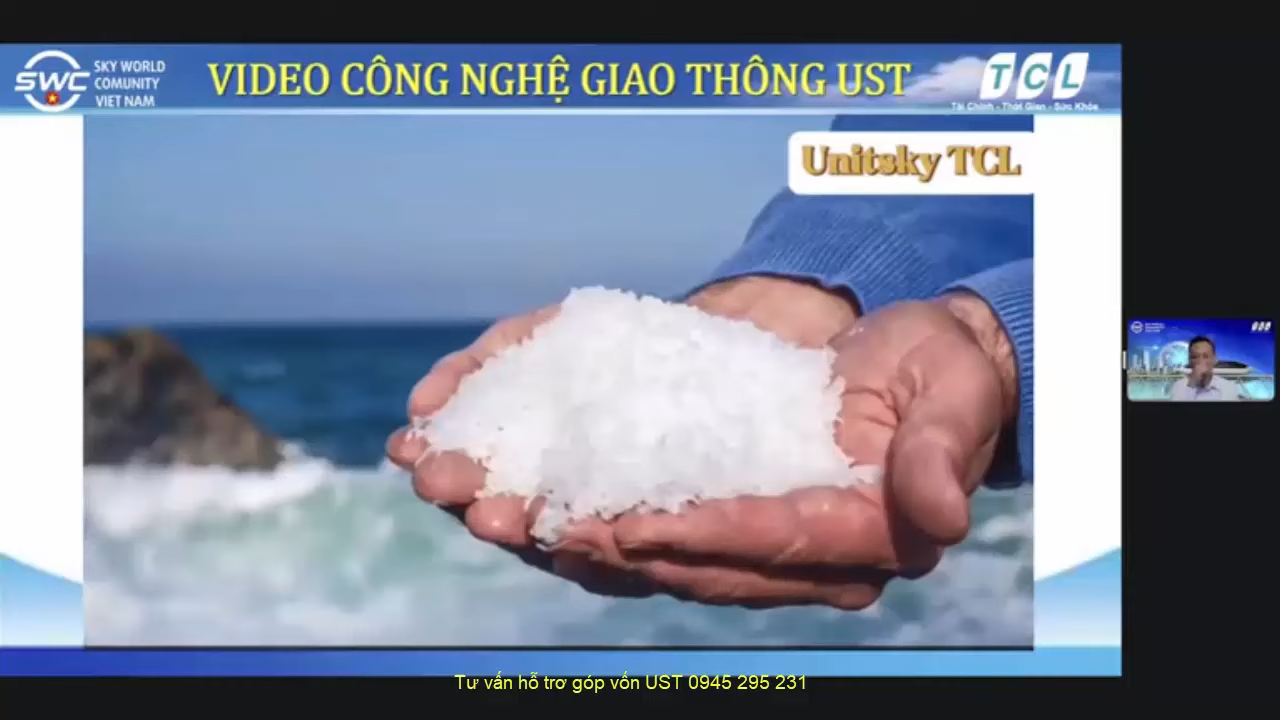 SWC
SKY WORLD
COMUNITY
VIET NAM
VIDEO CÔNG NGHỆ GIAO THÔNG UST
TCL
Tài Chính - Thời Gian - Sức Khỏe
Unitsky TCL
Tư vấn hỗ trơ góp vốn UST 0945 295 231